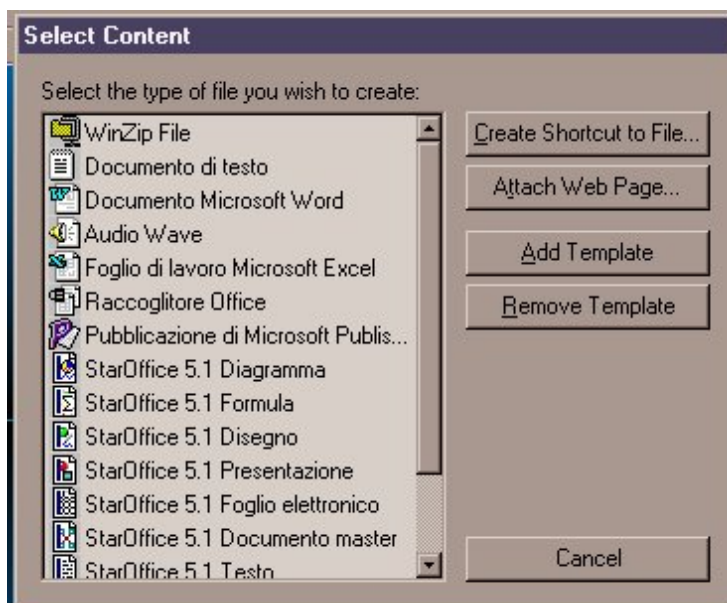 Select Content
Select the type of file you wish to create:
WinZip File
Documento di testo
Documento Microsoft Word
Audio Wave
Foglio di lavoro Microsoft Excel
Raccoglitore Office
Pubblicazione di Microsoft Publis...
StarOffice 5.1 Diagramma
StarOffice 5.1 Formula
StarOffice 5.1 Disegno
StarOffice 5.1 Presentazione
StarOffice 5.1 Foglio elettronico
StarOffice 5.1 Documento master
StarOffice 5.1 Testo
Create Shortcut to File...
Attach Web Page...
Add Template
Remove Template
Cancel